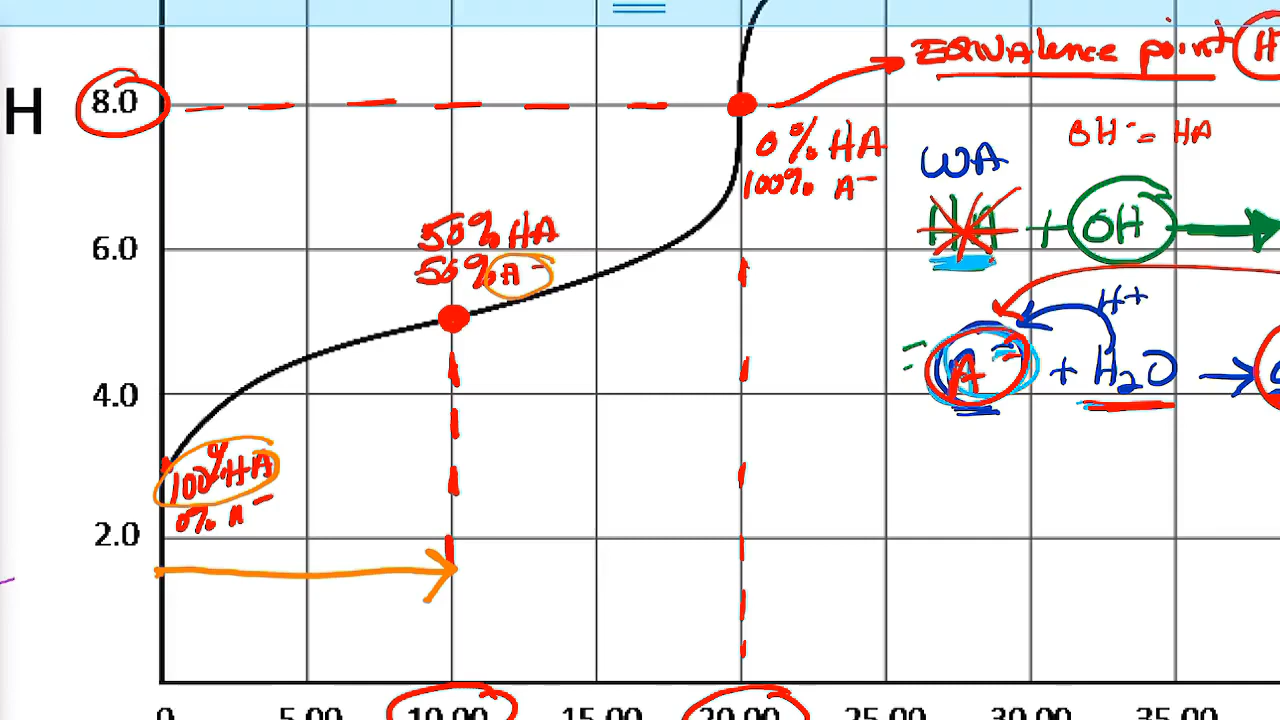 EQUIVAlence point H
H 8.0
OH⁻ = HA
0% HA
100% A⁻
WA
HA + OH
50% HA
50% A⁻
6.0
H+
A⁻ + H₂O →
4.0
100% HA
0% A⁻
2.0
0 5.00 10.00 15.00 20.00 25.00 30.00 35.00